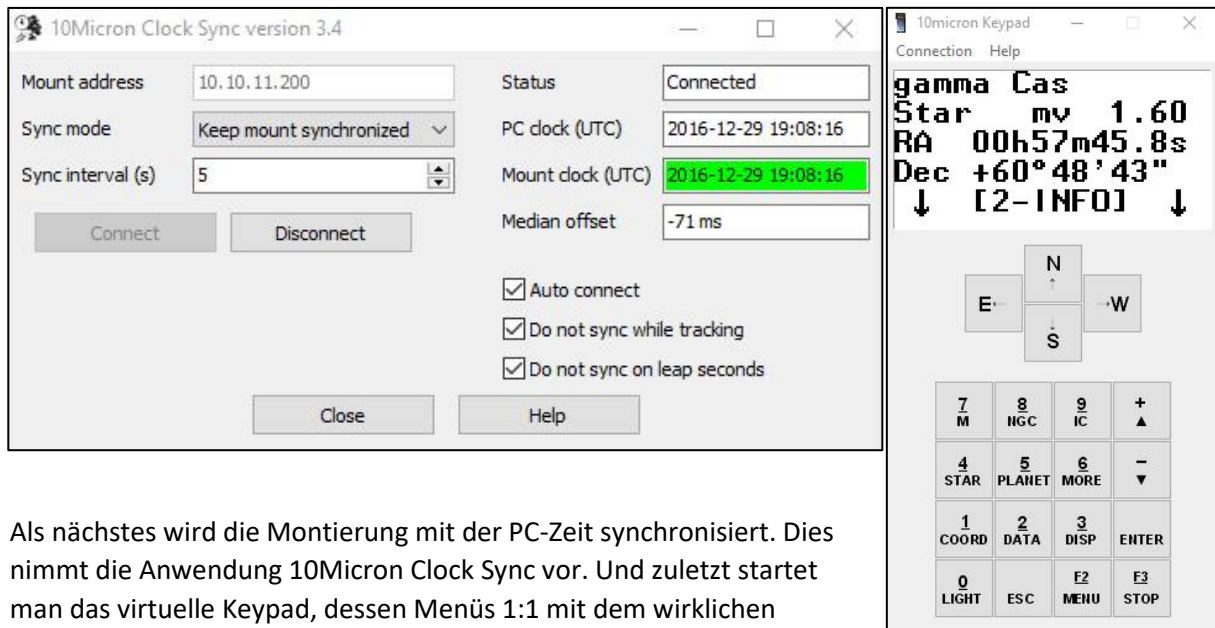 10Micron Clock Sync version 3.4
Mount address 10.10.11.200
Sync mode Keep mount synchronized
Sync interval (s) 5
Connect Disconnect
Status Connected
PC clock (UTC) 2016-12-29 19:08:16
Mount clock (UTC) 2016-12-29 19:08:16
Median offset -71 ms
Auto connect
Do not sync while tracking
Do not sync on leap seconds
Close Help
10micron Keypad
Connection Help
gamma Cas
Star mv 1.60
RA 00h57m45.8s
Dec +60°48'43"
↓ [2-INFO] ↓
N
↑
E← →W
↓
S
7 8 9 +
M NGC IC ▲
4 5 6 −
STAR PLANET MORE ▼
1 2 3
COORD DATA DISP ENTER
0 F2 F3
LIGHT ESC MENU STOP
Als nächstes wird die Montierung mit der PC-Zeit synchronisiert. Dies
nimmt die Anwendung 10Micron Clock Sync vor. Und zuletzt startet
man das virtuelle Keypad, dessen Menüs 1:1 mit dem wirklichen